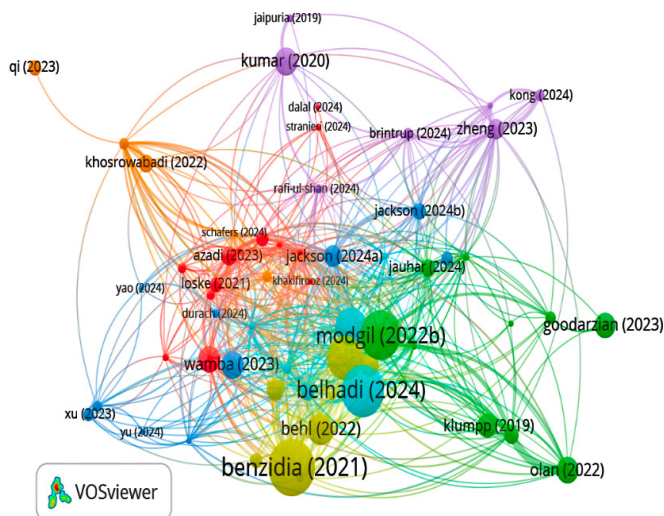 jaipuria (2019)
kumar (2020)
qi (2023)
kong (2024)
dalal (2024)
stranieri (2024)
brintrup (2024)
zheng (2023)
khosrowabadi (2022)
rafi-ul-shan (2024)
jackson (2024b)
schafers (2024)
azadi (2023)
jackson (2024a)
jauhar (2024)
loske (2021)
khakifirooz (2024)
yao (2024)
durach (2024)
modgil (2022b)
goodarzian (2023)
wamba (2023)
belhadi (2024)
xu (2023)
yu (2024)
behl (2022)
klumpp (2019)
benzidia (2021)
olan (2022)
VOSviewer